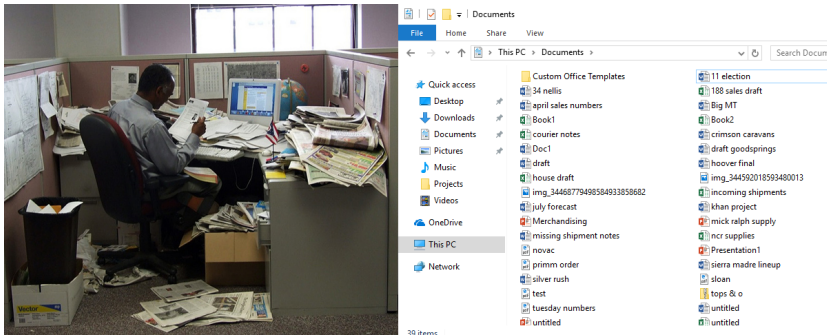 Vector
Documents
File
Home
Share
View
This PC
Documents
Search Docum
Quick access
Desktop
Downloads
Documents
Pictures
Music
Projects
Videos
OneDrive
This PC
Network
Custom Office Templates
34 nellis
april sales numbers
Book1
courier notes
Doc1
draft
house draft
img_34468779498584933858682
july forecast
Merchandising
missing shipment notes
novac
primm order
silver rush
test
tuesday numbers
untitled
11 election
188 sales draft
Big MT
Book2
crimson caravans
draft goodsprings
hoover final
img_344592018593480013
incoming shipments
khan project
mick ralph supply
ncr supplies
Presentation1
sierra madre lineup
sloan
tops & o
untitled
untitled
39 items